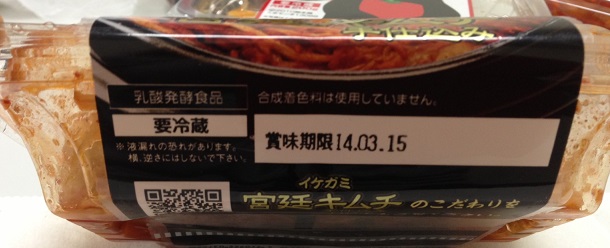 手仕込み
乳酸発酵食品
合成着色料は使用していません。
要冷蔵
※液漏れの恐れがあります。
横、逆さにはしないで下さい。
賞味期限14.03.15
イケガミ
宮廷キムチのこだわりを